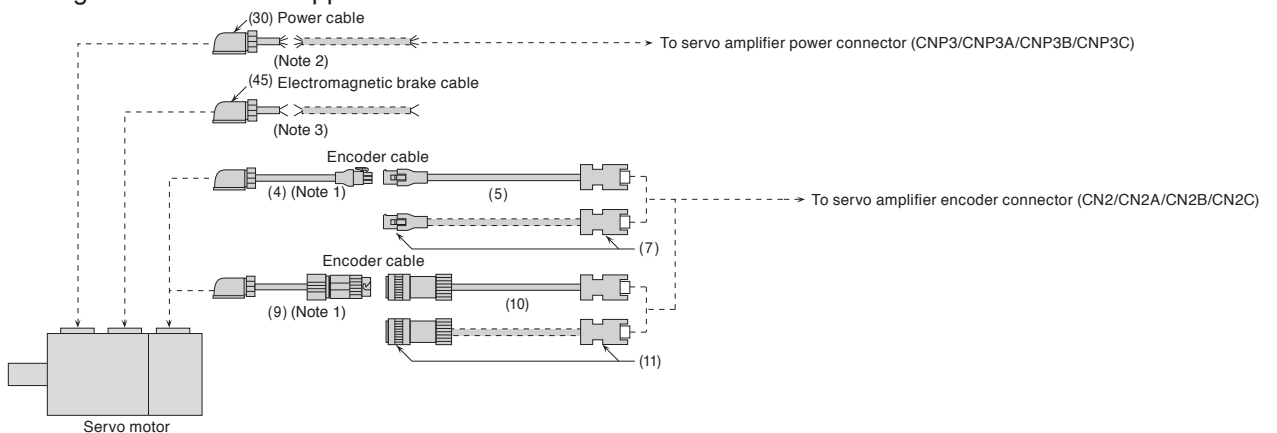 (30) Power cable
To servo amplifier power connector (CNP3/CNP3A/CNP3B/CNP3C)
(Note 2)
(45) Electromagnetic brake cable
(Note 3)
Encoder cable
(4) (Note 1)
(5)
To servo amplifier encoder connector (CN2/CN2A/CN2B/CN2C)
(7)
Encoder cable
(9) (Note 1)
(10)
(11)
Servo motor